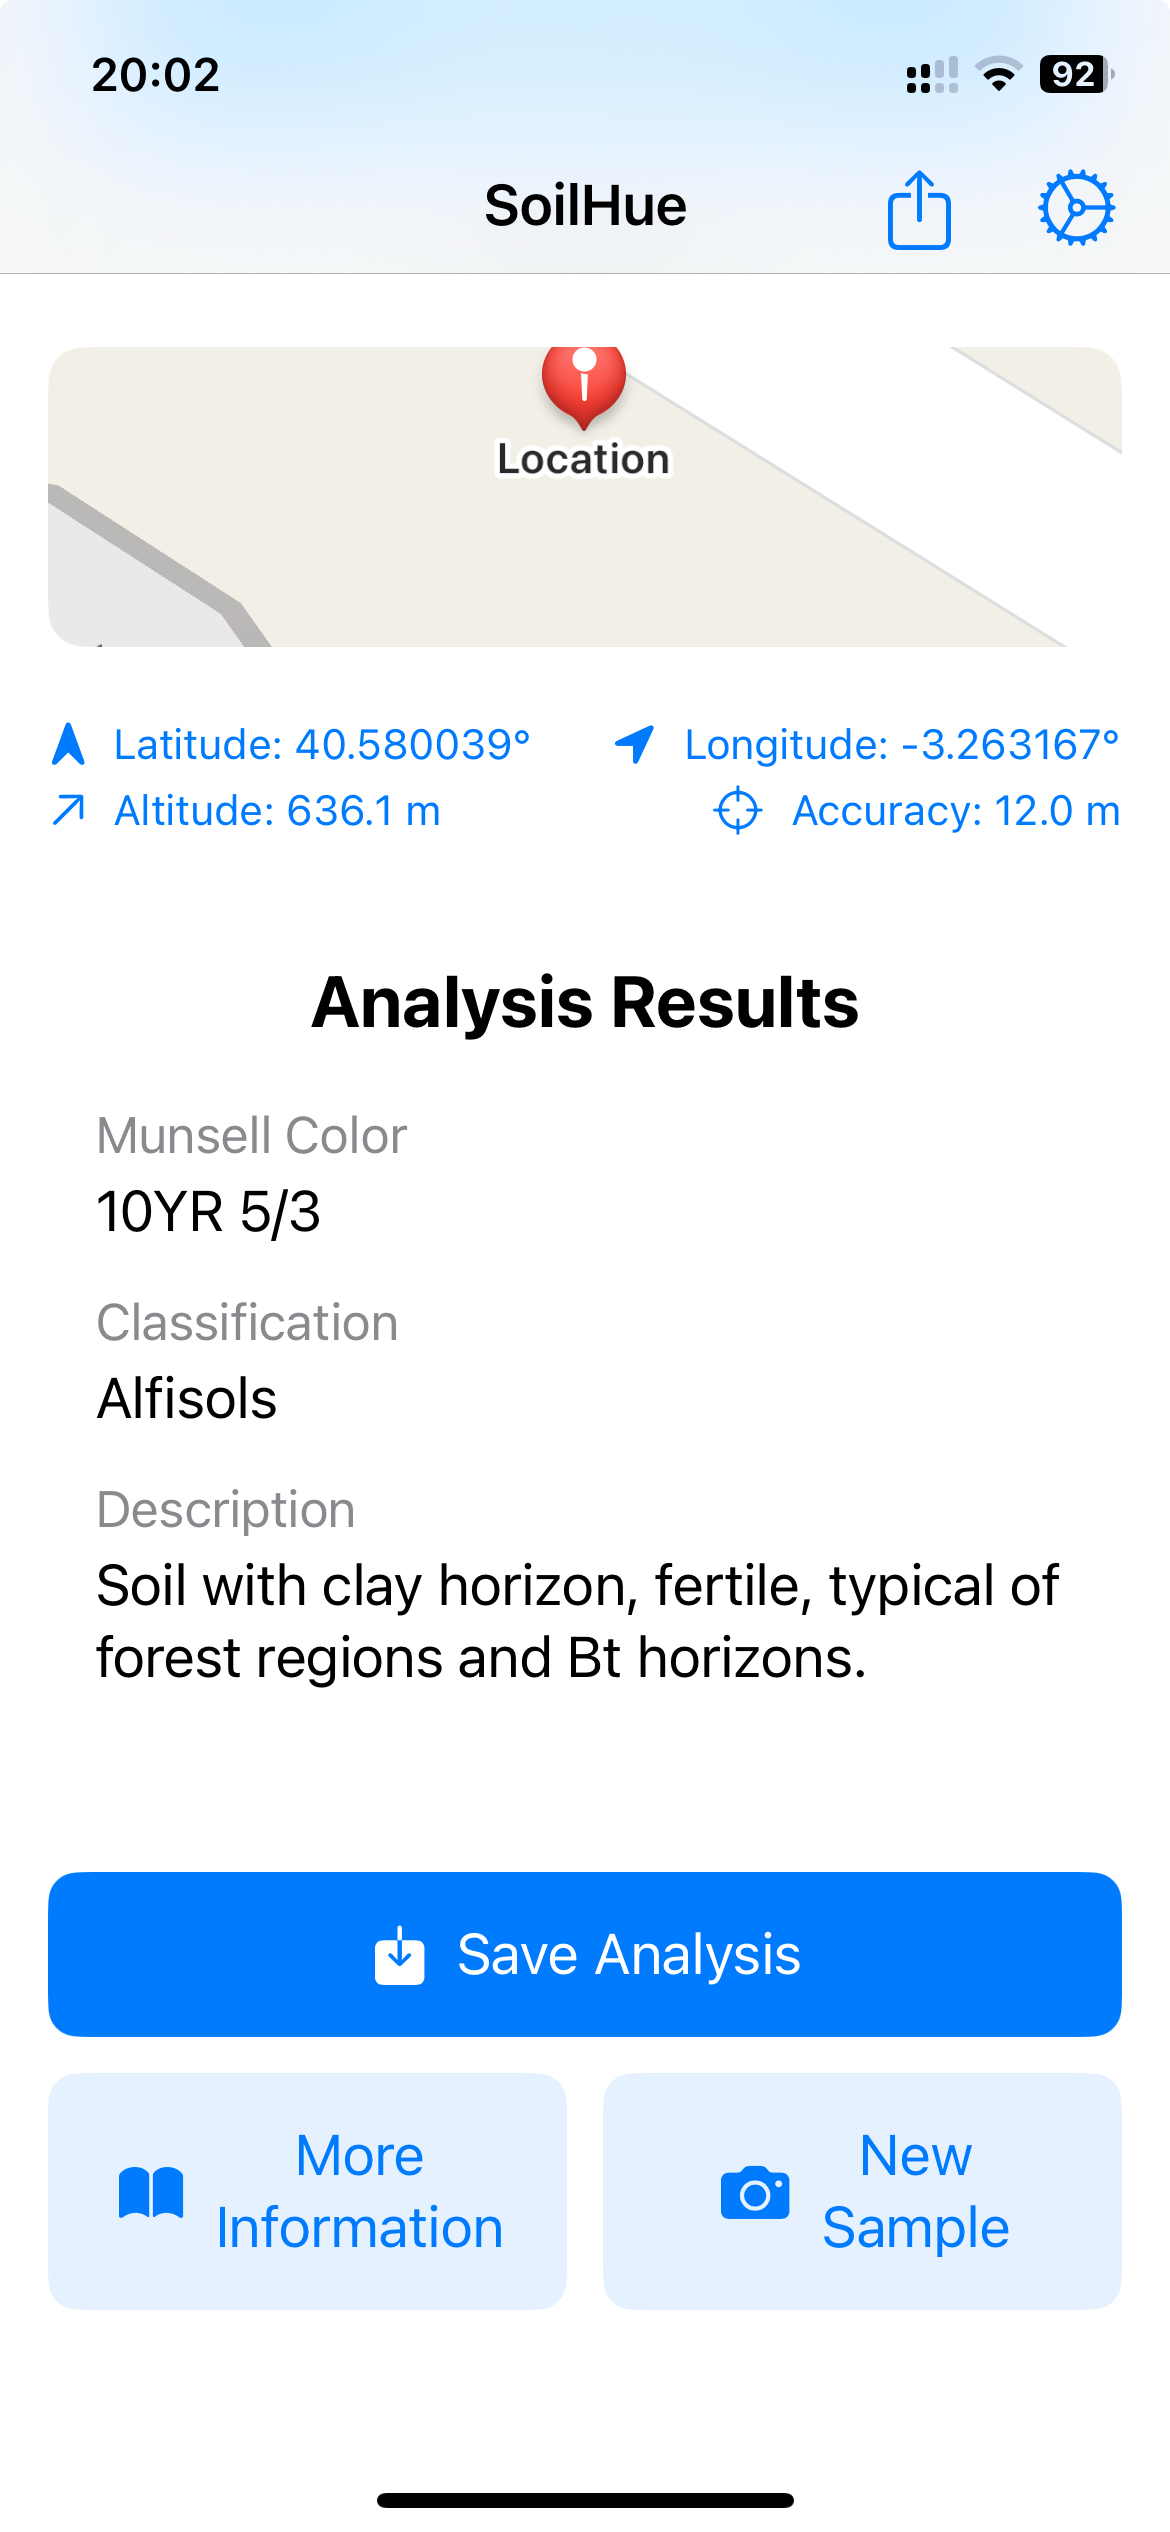 20:02
92
SoilHue
Location
Latitude: 40.580039°
Longitude: -3.263167°
Altitude: 636.1 m
Accuracy: 12.0 m
Analysis Results
Munsell Color
10YR 5/3
Classification
Alfisols
Description
Soil with clay horizon, fertile, typical of
forest regions and Bt horizons.
Save Analysis
More
Information
New
Sample